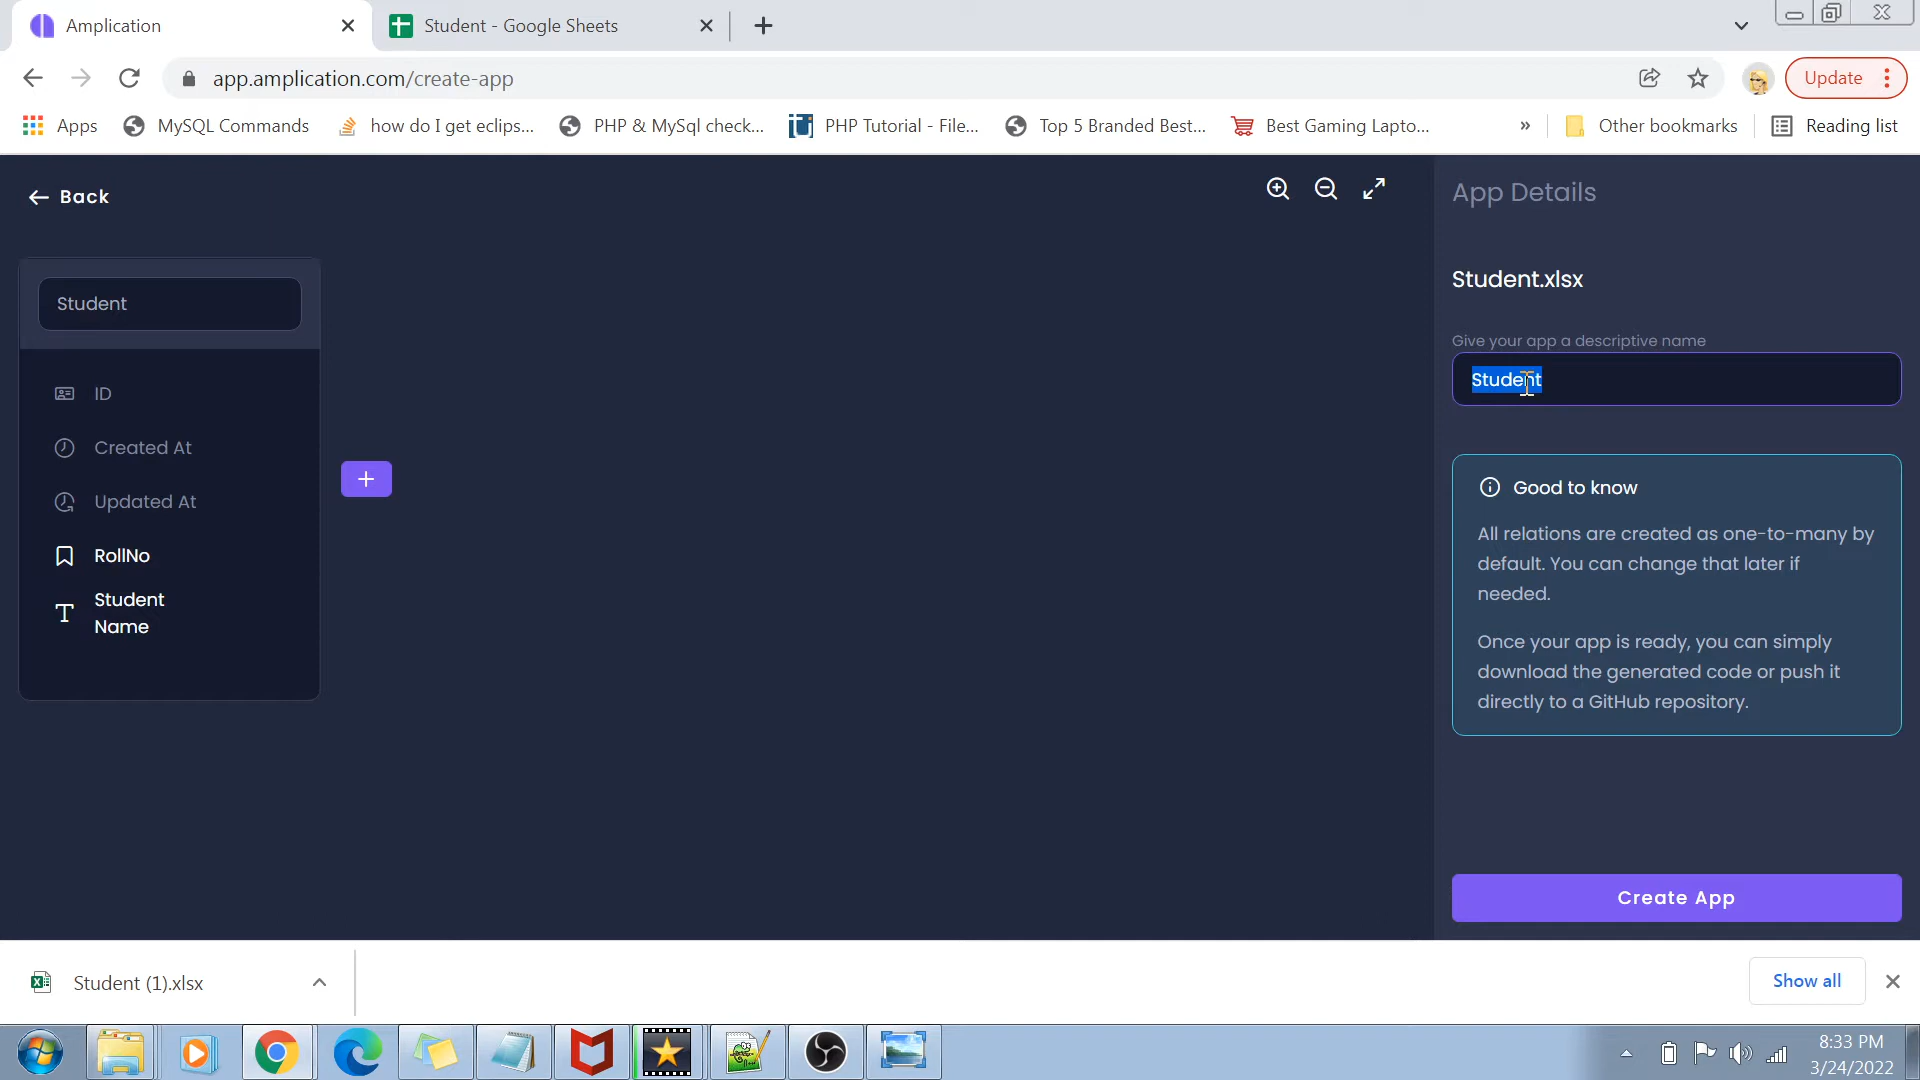 Amplication
Student - Google Sheets
app.amplication.com/create-app
Update
Apps
MySQL Commands
how do I get eclips...
PHP & MySql check...
PHP Tutorial - File...
Top 5 Branded Best...
Best Gaming Lapto...
»
Other bookmarks
Reading list
Back
App Details
Student
ID
Created At
Updated At
RollNo
Student
Name
Student.xlsx
Give your app a descriptive name
Student
Good to know
All relations are created as one-to-many by
default. You can change that later if
needed.
Once your app is ready, you can simply
download the generated code or push it
directly to a GitHub repository.
Create App
Student (1).xlsx
Show all
8:33 PM
3/24/2022